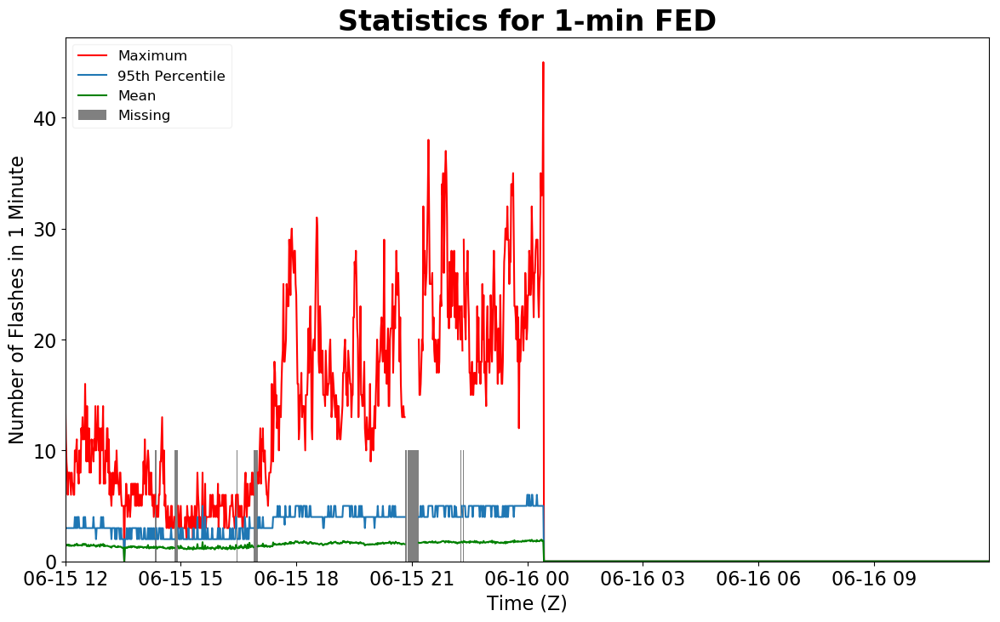 Statistics for 1-min FED
Maximum
95th Percentile
Mean
Missing
Number of Flashes in 1 Minute
40
30
20
10
0
06-15 12 06-15 15 06-15 18 06-15 21 06-16 00 06-16 03 06-16 06 06-16 09
Time (Z)